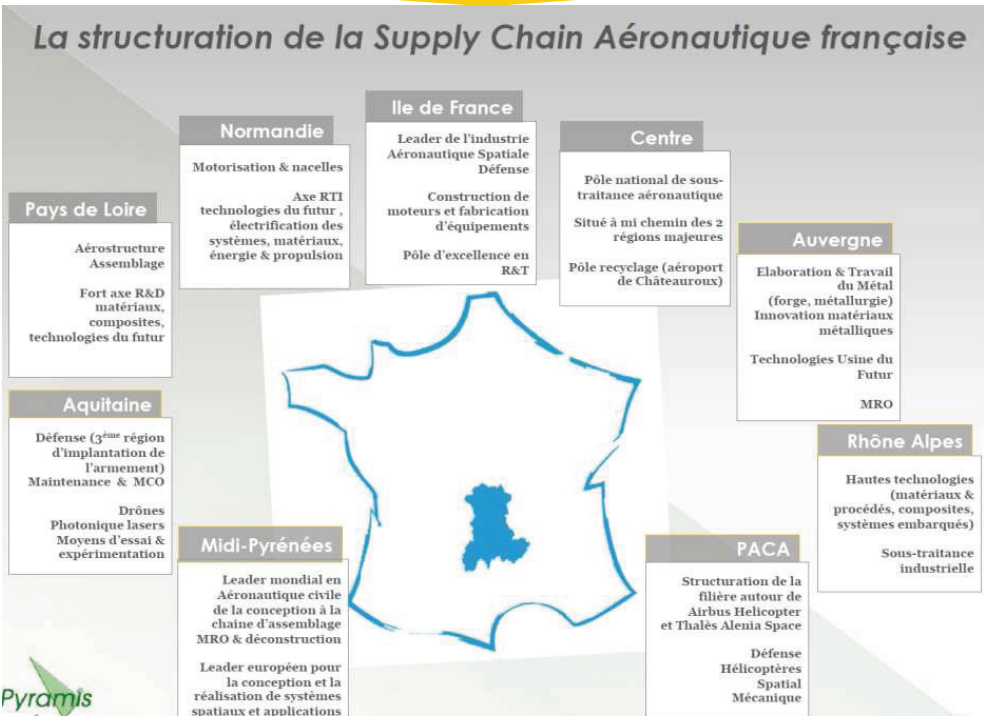 La structuration de la Supply Chain Aéronautique française
Ile de France
Leader de l'industrie
Aéronautique Spatiale
Défense
Construction de
moteurs et fabrication
d'équipements
Pôle d'excellence en
R&T
Normandie
Motorisation & nacelles
Axe RTI
technologies du futur ,
électrification des
systèmes, matériaux,
énergie & propulsion
Centre
Pôle national de sous-
traitance aéronautique
Situé à mi chemin des 2
régions majeures
Pôle recyclage (aéroport
de Châteauroux)
Pays de Loire
Aérostructure
Assemblage
Fort axe R&D
matériaux,
composites,
technologies du futur
Auvergne
Elaboration & Travail
du Métal
(forge, métallurgie)
Innovation matériaux
métalliques
Technologies Usine du
Futur
MRO
Aquitaine
Défense (3ème région
d'implantation de
l'armement)
Maintenance & MCO
Drônes
Photonique lasers
Moyens d'essai &
expérimentation
Rhône Alpes
Hautes technologies
(matériaux &
procédés, composites,
systèmes embarqués)
Sous-traitance
industrielle
Midi-Pyrénées
Leader mondial en
Aéronautique civile
de la conception à la
chaine d'assemblage
MRO & déconstruction
Leader européen pour
la conception et la
réalisation de systèmes
spatiaux et applications
PACA
Structuration de la
filière autour de
Airbus Helicopter
et Thalès Alenia Space
Défense
Hélicoptères
Spatial
Mécanique
Pyramis